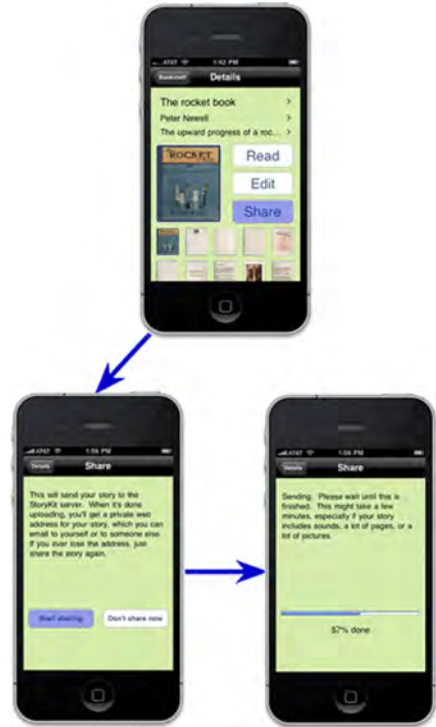 AT&T 1:42 PM
Bookshelf Details
The rocket book >
Peter Newell >
The upward progress of a roc... >
ROCKET
Read
Edit
Share
AT&T 1:56 PM
Details Share
This will send your story to the
StoryKit server. When it's done
uploading, you'll get a private web
address for your story, which you can
email to yourself or to someone else.
If you ever lose the address, just
share the story again.
Start sharing Don't share now
AT&T 1:56 PM
Details Share
Sending. Please wait until this is
finished. This might take a few
minutes, especially if your story
includes sounds, a lot of pages, or a
lot of pictures.
57% done